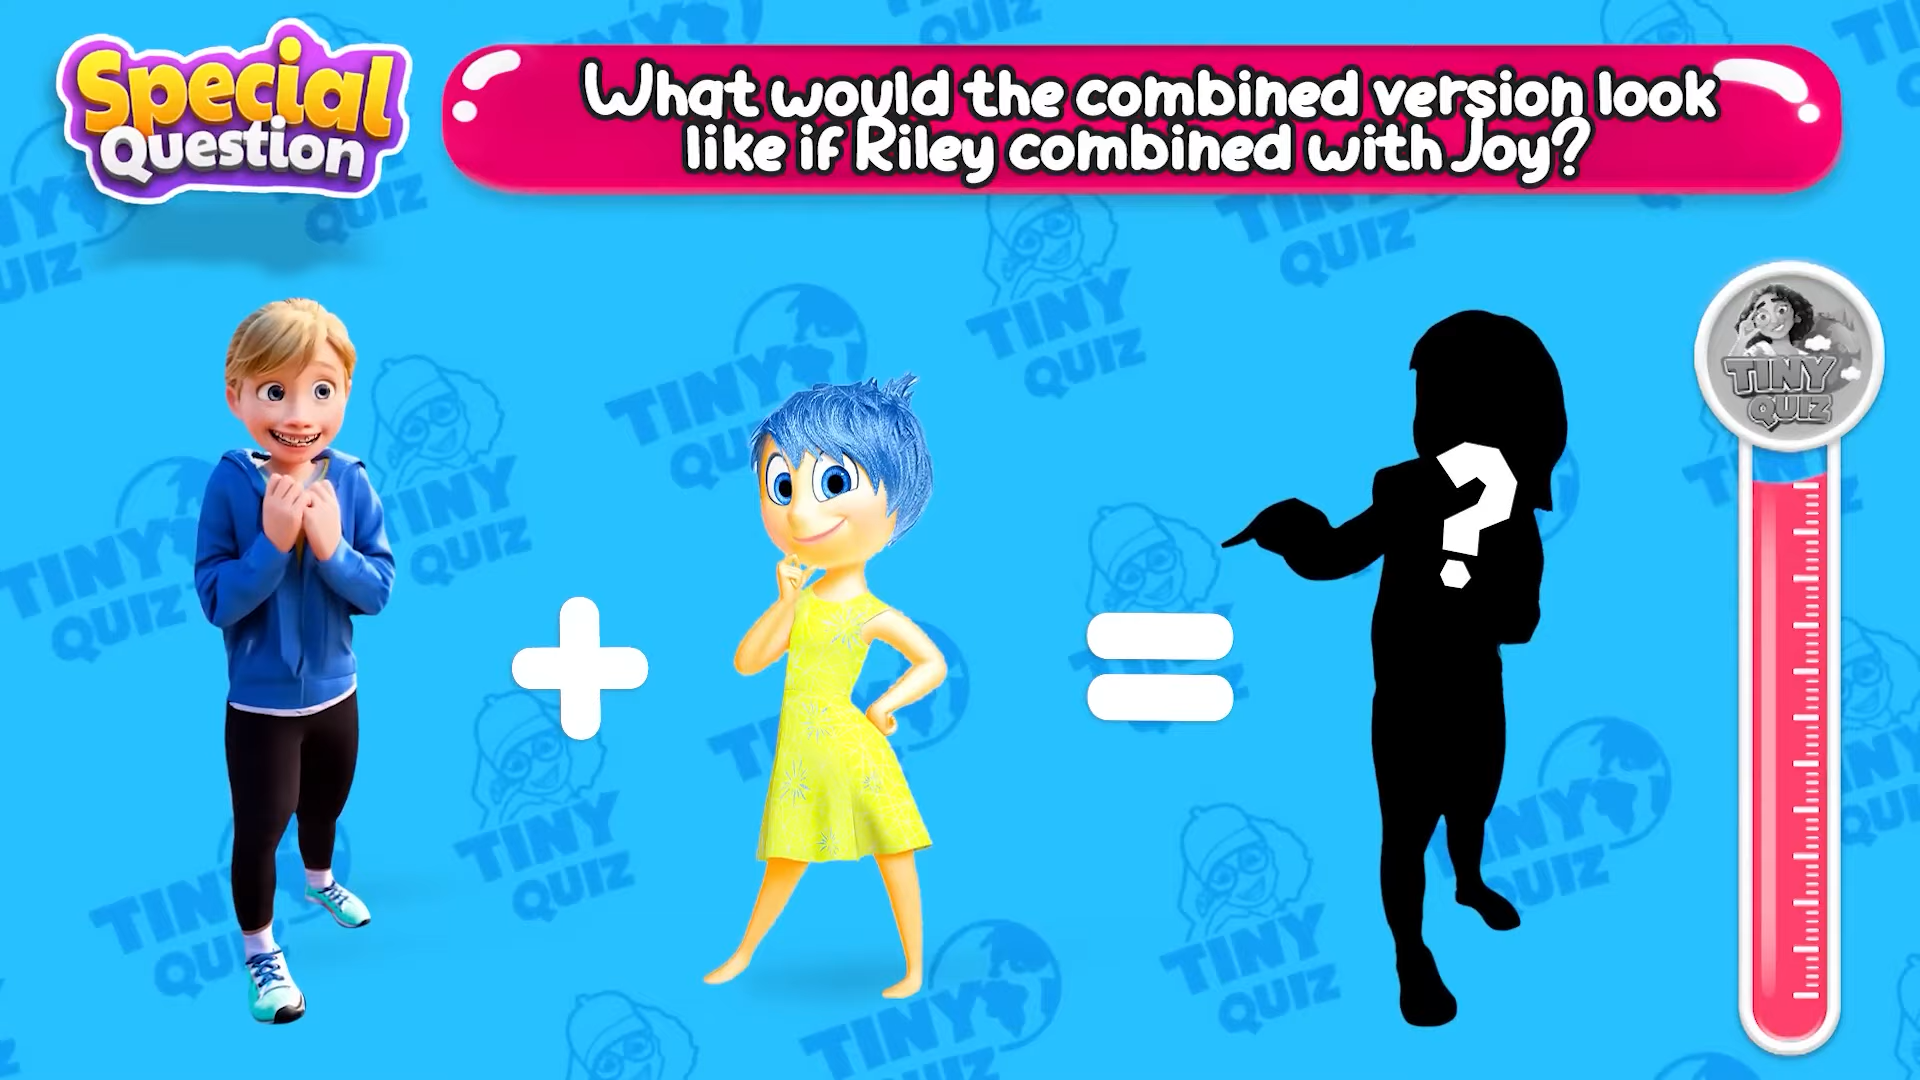 Special
Question
What would the combined version look
like if Riley combined with Joy?
TINY
QUIZ
?